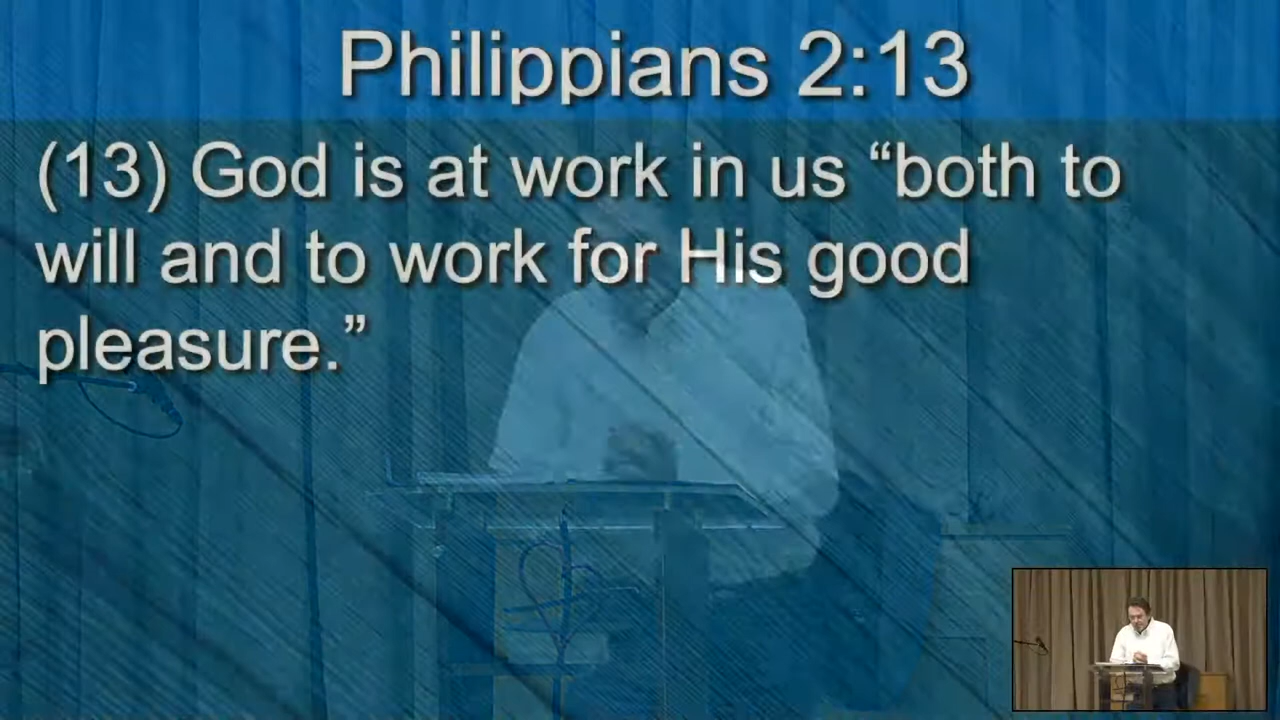 Philippians 2:13
(13) God is at work in us “both to
will and to work for His good
pleasure.”